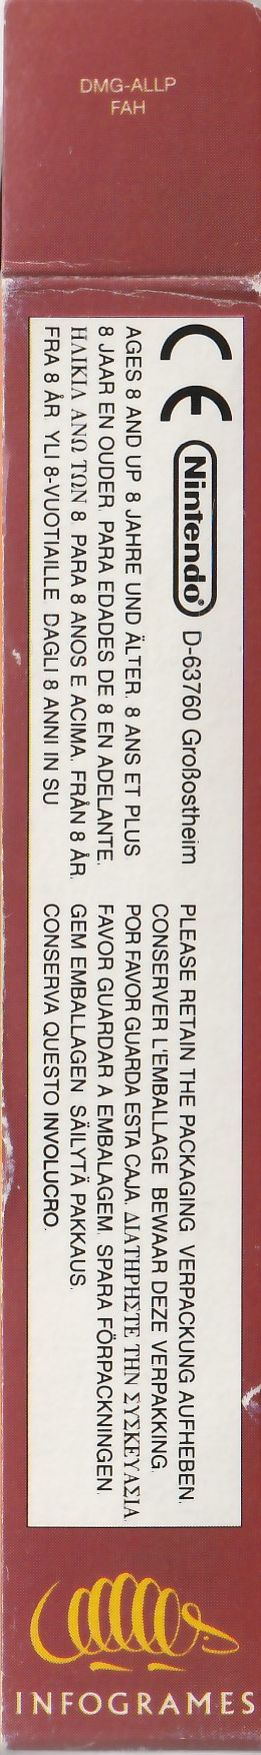 DMG-ALLP
FAH
CE Nintendo® D-63760 Großostheim
AGES 8 AND UP 8 JAHRE UND ÄLTER. 8 ANS ET PLUS
8 JAAR EN OUDER. PARA EDADES DE 8 EN ADELANTE.
ΗΛΙΚΙΑ ΑΝΩ ΤΩΝ 8. PARA 8 ANOS E ACIMA. FRÅN 8 ÅR.
FRA 8 ÅR. YLI 8-VUOTIAILLE. DAGLI 8 ANNI IN SU
PLEASE RETAIN THE PACKAGING VERPACKUNG AUFHEBEN.
CONSERVER L'EMBALLAGE BEWAAR DEZE VERPAKKING.
POR FAVOR GUARDA ESTA CAJA. ΔΙΑΤΗΡΗΣΤΕ ΤΗΝ ΣΥΣΚΕΥΑΣΙΑ.
FAVOR GUARDAR A EMBALAGEM. SPARA FÖRPACKNINGEN
GEM EMBALLAGEN SÄILYTÄ PAKKAUS.
CONSERVA QUESTO INVOLUCRO.
INFOGRAMES